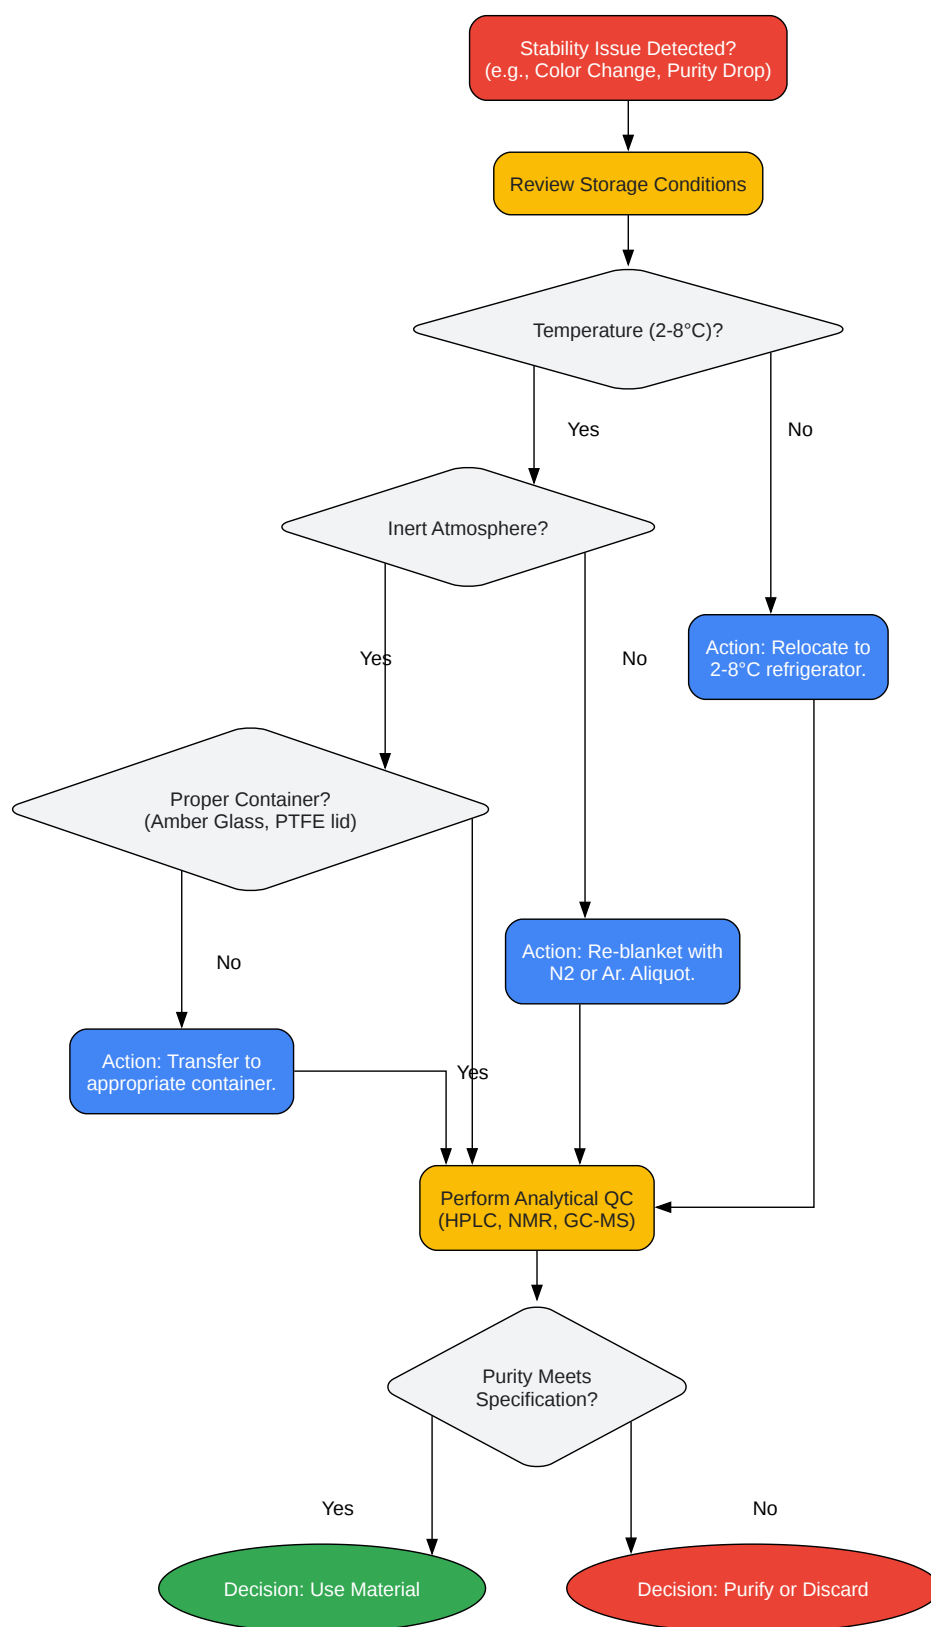 Stability Issue Detected?
(e.g., Color Change, Purity Drop)
Review Storage Conditions
Temperature (2-8°C)?
Yes
No
Inert Atmosphere?
Yes
No
Action: Relocate to
2-8°C refrigerator.
Proper Container?
(Amber Glass, PTFE lid)
No
Action: Re-blanket with
N2 or Ar. Aliquot.
Action: Transfer to
appropriate container.
Yes
Perform Analytical QC
(HPLC, NMR, GC-MS)
Purity Meets
Specification?
Yes
No
Decision: Use Material
Decision: Purify or Discard